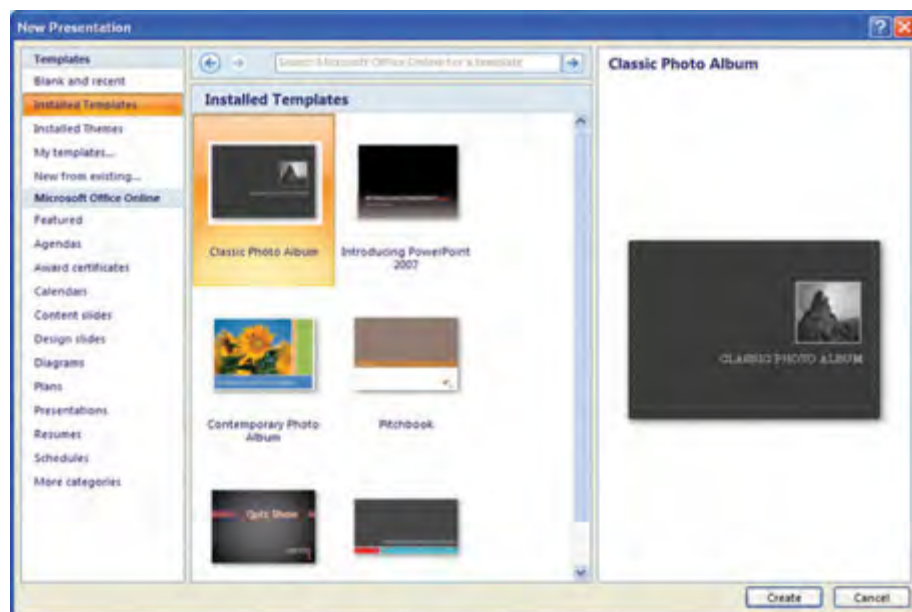 New Presentation
Templates
Blank and recent
Installed Templates
Installed Themes
My templates...
New from existing...
Microsoft Office Online
Featured
Agendas
Award certificates
Calendars
Content slides
Design slides
Diagrams
Plans
Presentations
Resumes
Schedules
More categories
Search Microsoft Office Online for a template
Installed Templates
Classic Photo Album
Introducing PowerPoint
2007
Contemporary Photo
Album
Pitchbook
Quiz Show
Classic Photo Album
CLASSIC PHOTO ALBUM
Create
Cancel